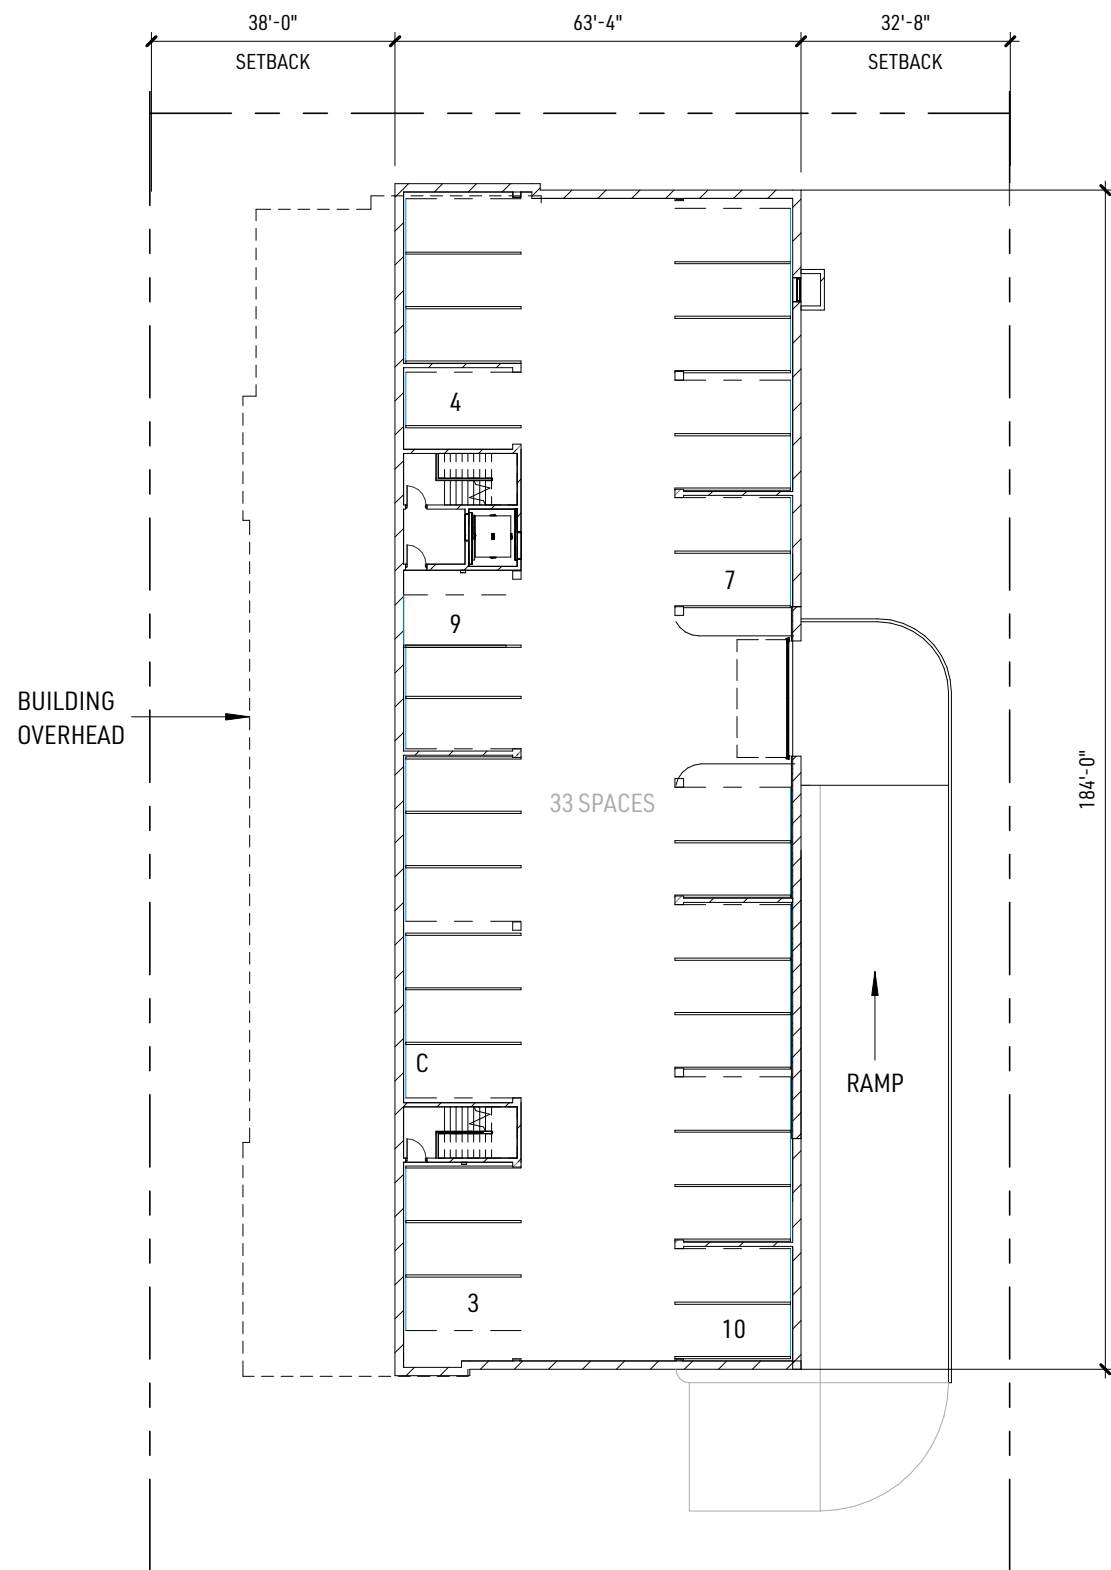 38'-0" 63'-4" 32'-8"
SETBACK SETBACK
4
7
9
BUILDING
OVERHEAD
184'-0"
33 SPACES
C
RAMP
3
10